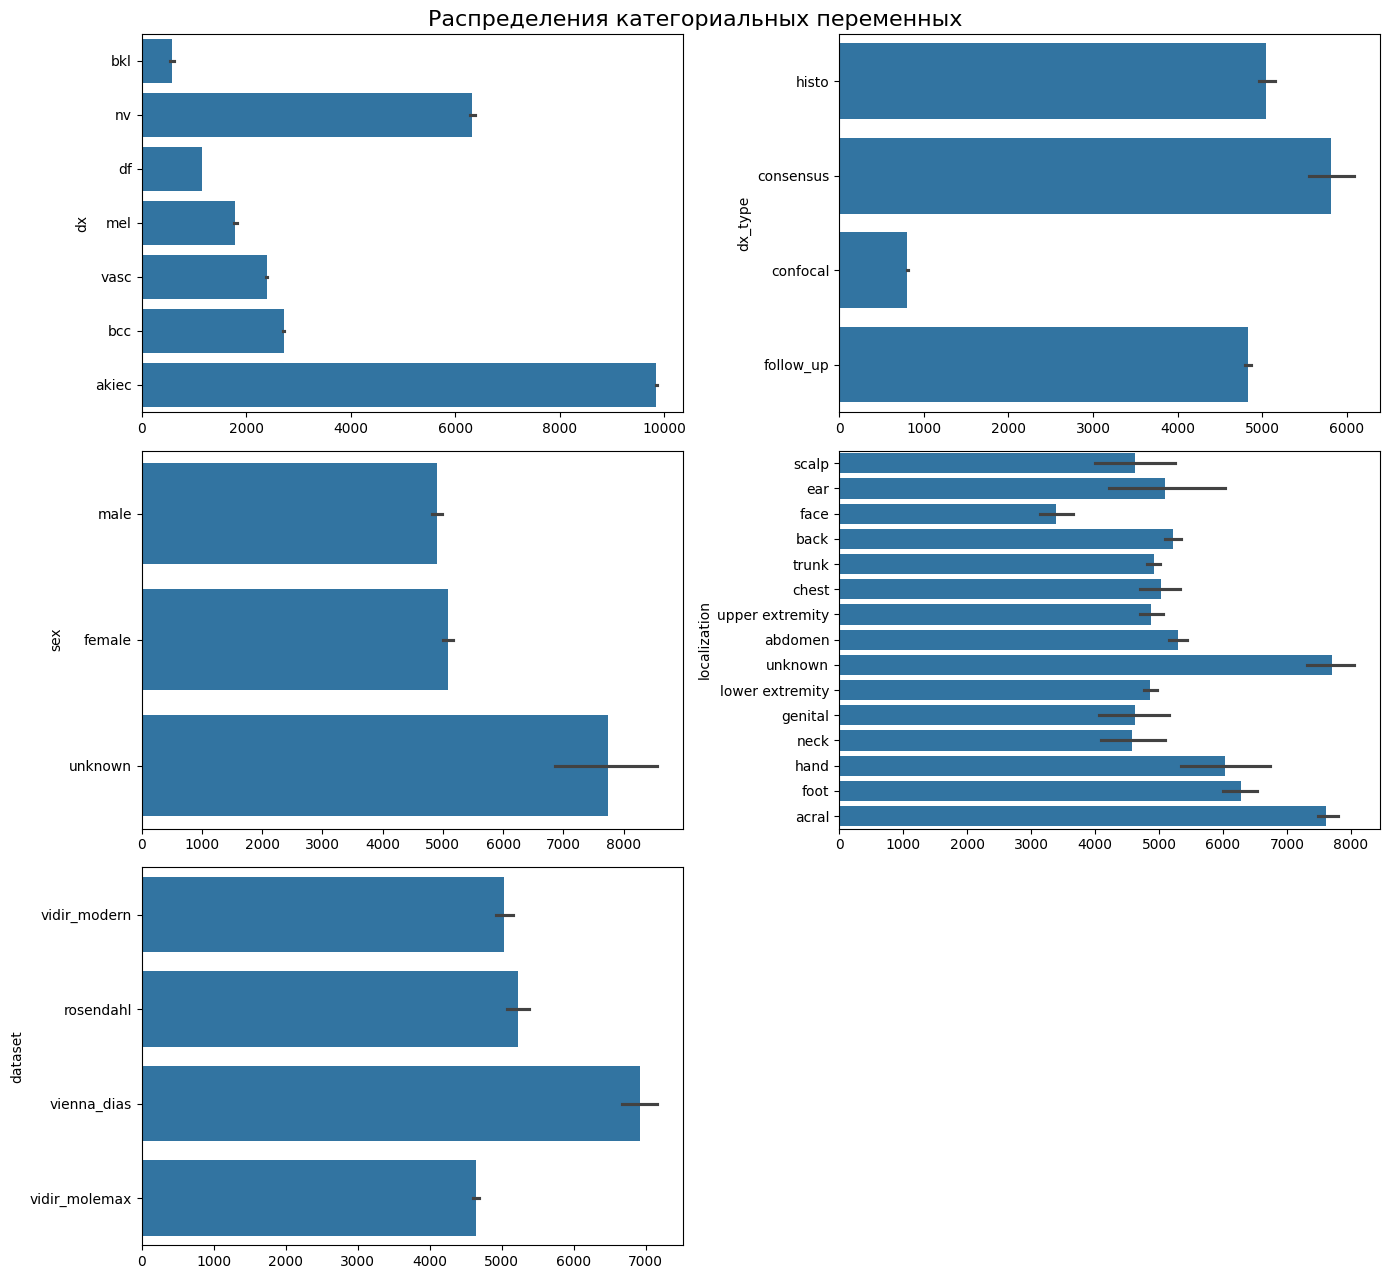 Распределения категориальных переменных
bkl
nv
df
mel
vasc
bcc
akiec
dx
0 2000 4000 6000 8000 10000
histo
consensus
confocal
follow_up
dx_type
0 1000 2000 3000 4000 5000 6000
male
female
unknown
sex
0 1000 2000 3000 4000 5000 6000 7000 8000
scalp
ear
face
back
trunk
chest
upper extremity
abdomen
unknown
lower extremity
genital
neck
hand
foot
acral
localization
0 1000 2000 3000 4000 5000 6000 7000 8000
vidir_modern
rosendahl
vienna_dias
vidir_molemax
dataset
0 1000 2000 3000 4000 5000 6000 7000